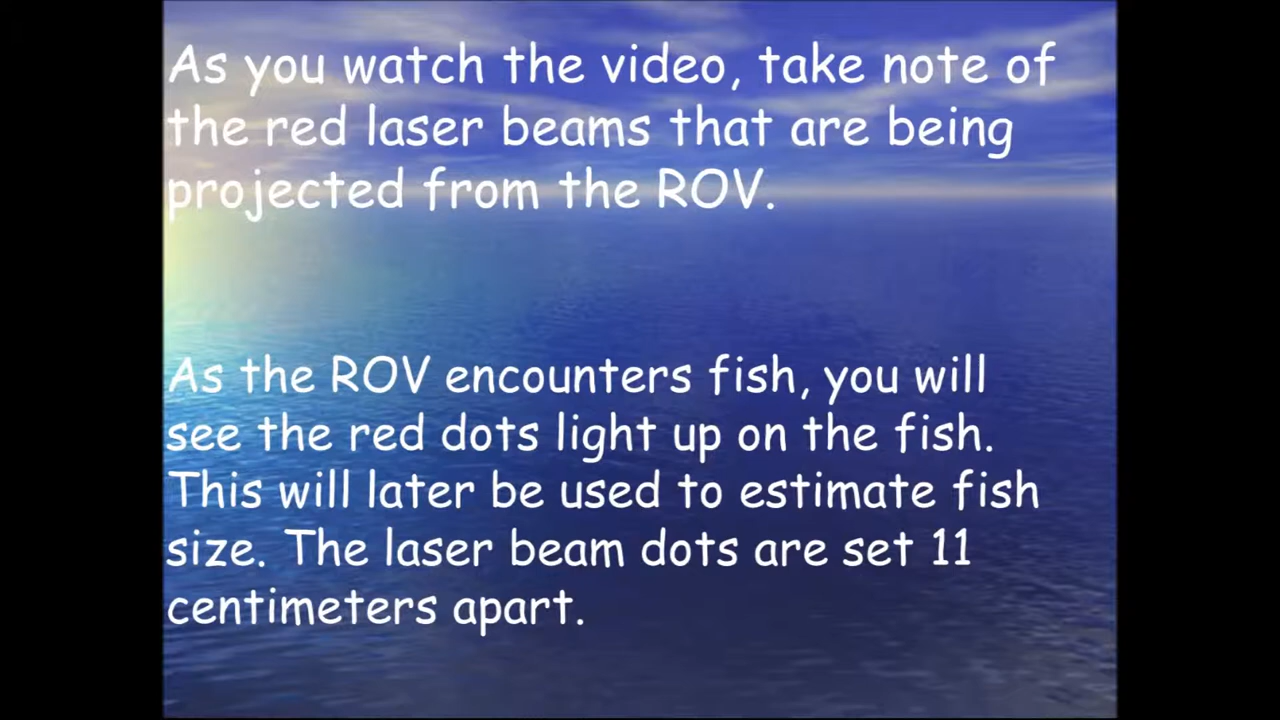 As you watch the video, take note of
the red laser beams that are being
projected from the ROV.
As the ROV encounters fish, you will
see the red dots light up on the fish.
This will later be used to estimate fish
size. The laser beam dots are set 11
centimeters apart.